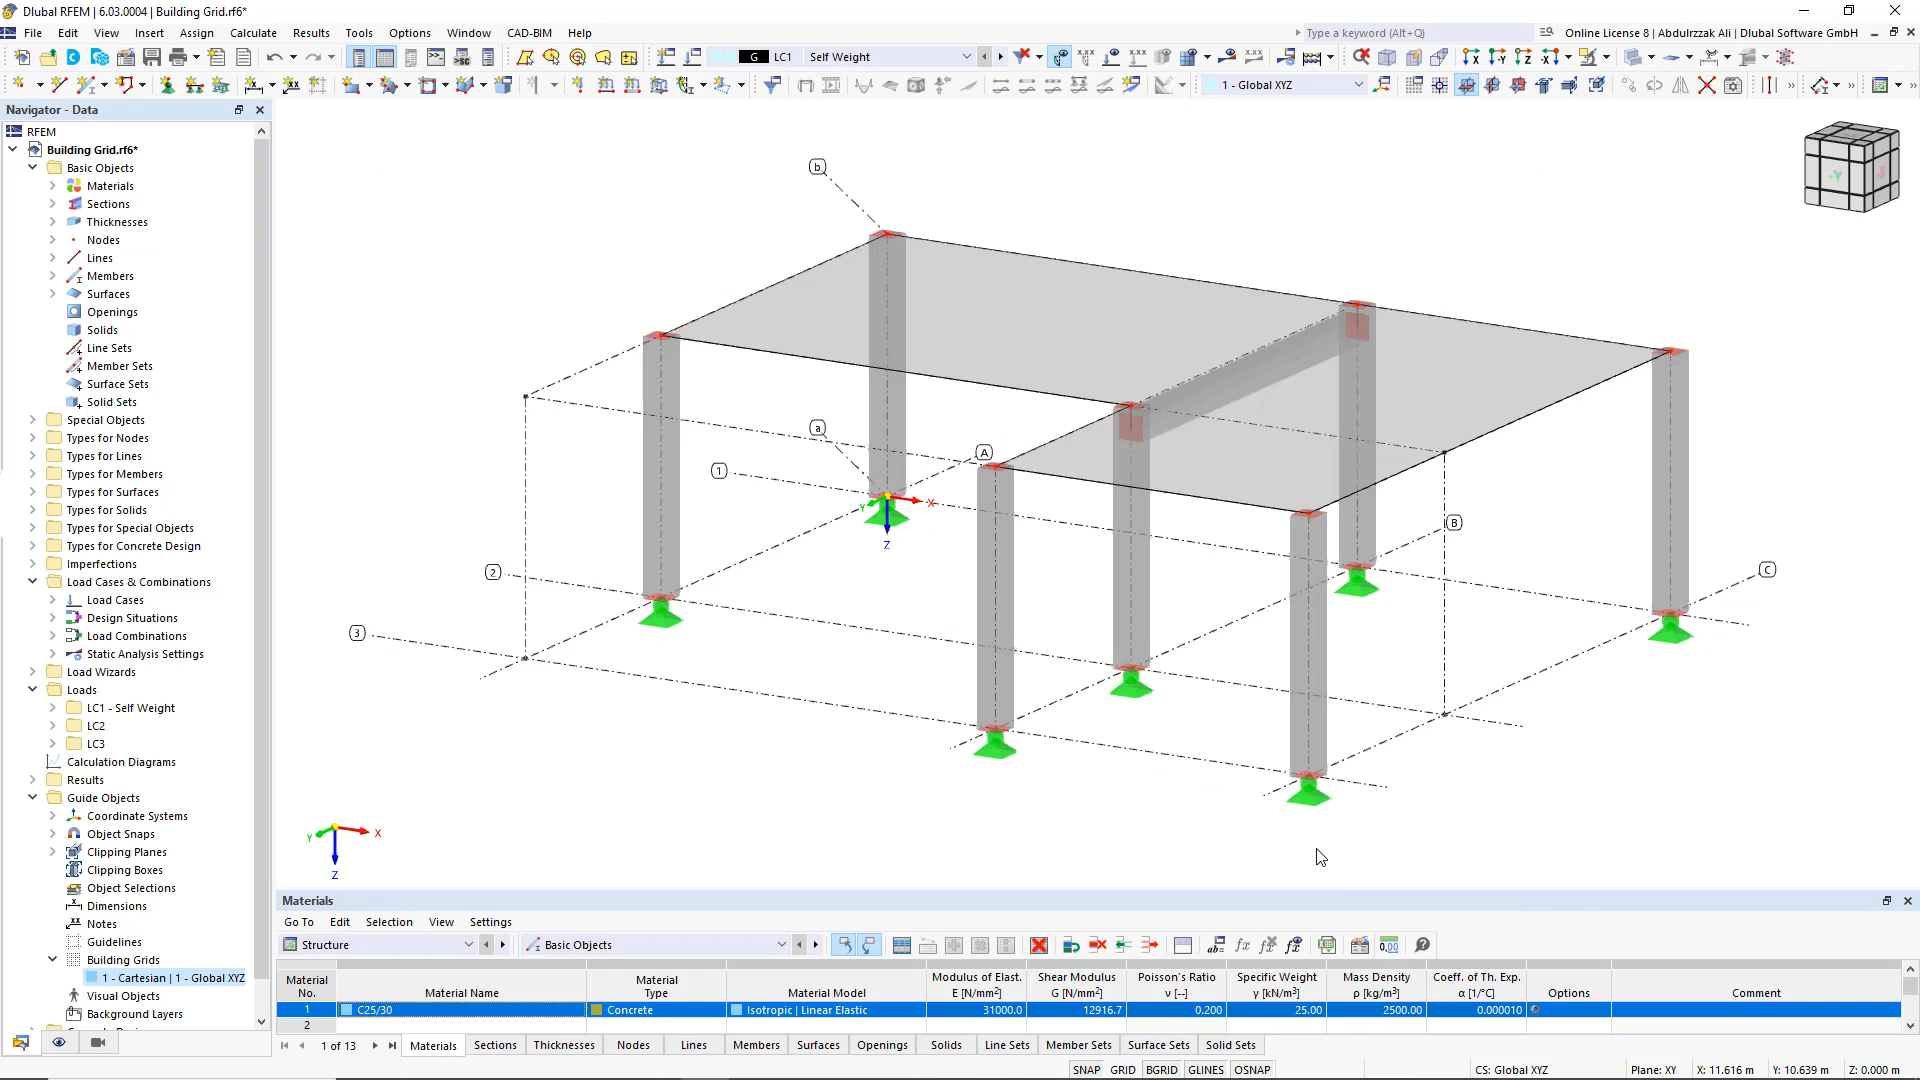 Dlubal RFEM | 6.03.0004 | Building Grid.rf6*
File Edit View Insert Assign Calculate Results Tools Options Window CAD-BIM Help
Type a keyword (Alt+Q)
Online License 8 | Abdulrzzak Ali | Dlubal Software GmbH
G LC1 Self Weight
1 - Global XYZ
Navigator - Data
RFEM
Building Grid.rf6*
Basic Objects
Materials
Sections
Thicknesses
Nodes
Lines
Members
Surfaces
Openings
Solids
Line Sets
Member Sets
Surface Sets
Solid Sets
Special Objects
Types for Nodes
Types for Lines
Types for Members
Types for Surfaces
Types for Solids
Types for Special Objects
Types for Concrete Design
Imperfections
Load Cases & Combinations
Load Cases
Design Situations
Load Combinations
Static Analysis Settings
Load Wizards
Loads
LC1 - Self Weight
LC2
LC3
Calculation Diagrams
Results
Guide Objects
Coordinate Systems
Object Snaps
Clipping Planes
Clipping Boxes
Object Selections
Dimensions
Notes
Guidelines
Building Grids
1 - Cartesian | 1 - Global XYZ
Visual Objects
Background Layers
b
-Y
-X
a
A
1
X
Y
Z
B
2
C
3
X
Y
Z
Materials
Go To Edit Selection View Settings
Structure
Basic Objects
Material No.
Material Name
Material Type
Material Model
Modulus of Elast. E [N/mm²]
Shear Modulus G [N/mm²]
Poisson's Ratio ν [--]
Specific Weight γ [kN/m³]
Mass Density ρ [kg/m³]
Coeff. of Th. Exp. α [1/°C]
Options
Comment
1 C25/30 Concrete Isotropic | Linear Elastic 31000.0 12916.7 0.200 25.00 2500.00 0.000010
2
1 of 13
Materials Sections Thicknesses Nodes Lines Members Surfaces Openings Solids Line Sets Member Sets Surface Sets Solid Sets
SNAP GRID BGRID GLINES OSNAP
CS: Global XYZ
Plane: XY
X: 11.616 m
Y: 10.639 m
Z: 0.000 m